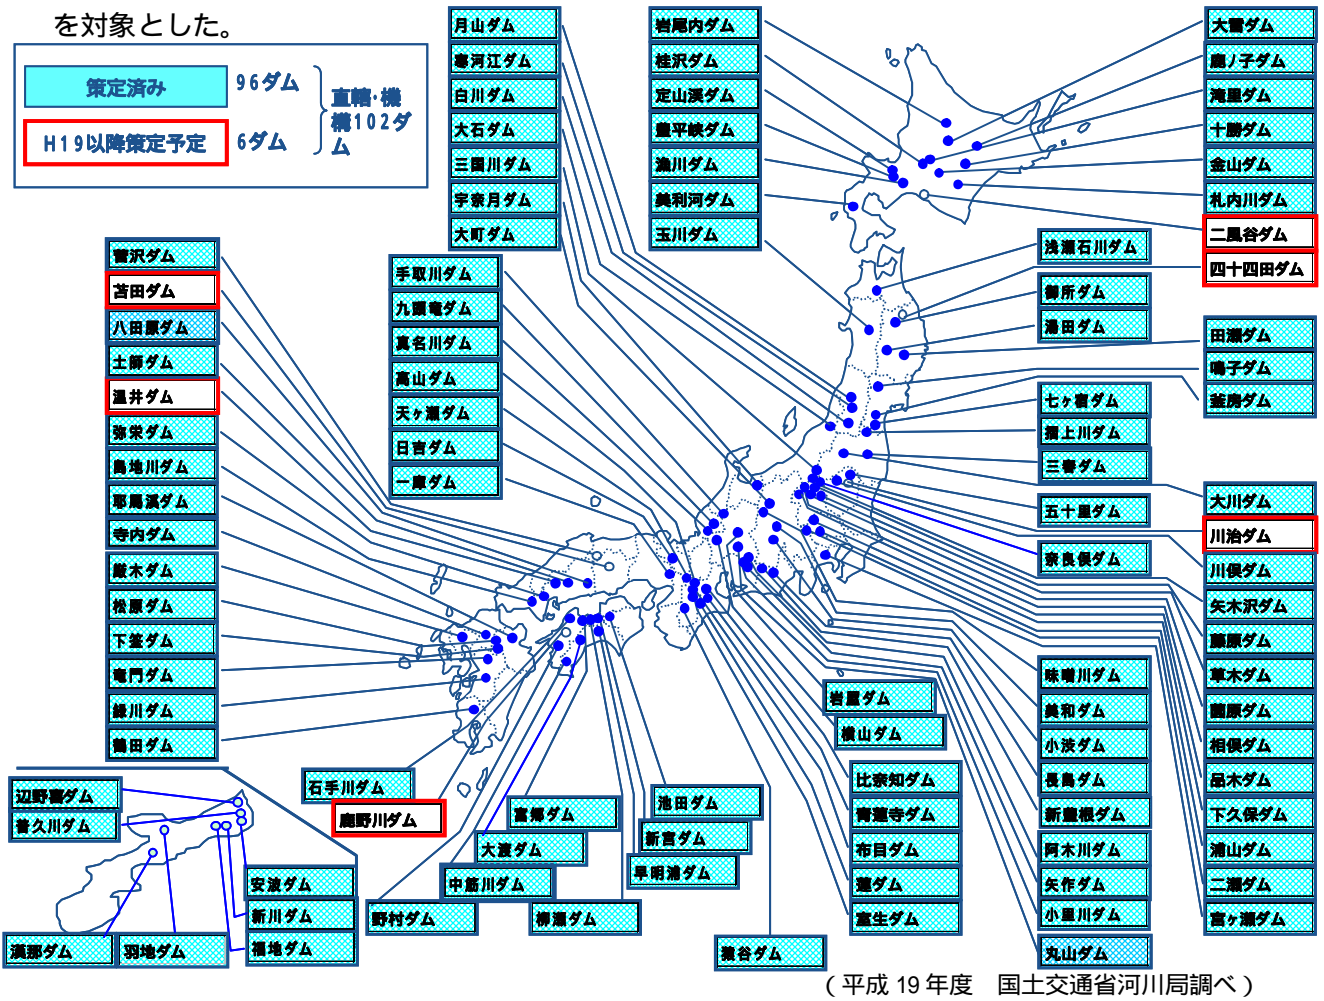 を対象とした。
策定済み
96ダム
H19以降策定予定
6ダム
直轄・機
構102ダ
ム
月山ダム
寒河江ダム
白川ダム
大石ダム
三国川ダム
宇奈月ダム
大町ダム
岩尾内ダム
桂沢ダム
定山渓ダム
豊平峡ダム
漁川ダム
美利河ダム
玉川ダム
大雪ダム
鹿ノ子ダム
滝里ダム
十勝ダム
金山ダム
札内川ダム
二風谷ダム
四十四田ダム
浅瀬石川ダム
御所ダム
湯田ダム
田瀬ダム
鳴子ダム
釜房ダム
七ヶ宿ダム
摺上川ダム
三春ダム
五十里ダム
奈良俣ダム
大川ダム
川治ダム
川俣ダム
矢木沢ダム
藤原ダム
草木ダム
薗原ダム
相俣ダム
品木ダム
下久保ダム
浦山ダム
二瀬ダム
宮ヶ瀬ダム
菅沢ダム
苫田ダム
八田原ダム
土師ダム
温井ダム
弥栄ダム
島地川ダム
耶馬溪ダム
寺内ダム
厳木ダム
松原ダム
下筌ダム
竜門ダム
緑川ダム
鶴田ダム
手取川ダム
九頭竜ダム
真名川ダム
高山ダム
天ヶ瀬ダム
日吉ダム
一庫ダム
味噌川ダム
美和ダム
小渋ダム
長島ダム
新豊根ダム
阿木川ダム
矢作ダム
小里川ダム
丸山ダム
岩屋ダム
横山ダム
比奈知ダム
青蓮寺ダム
布目ダム
蓮ダム
室生ダム
猿谷ダム
池田ダム
新宮ダム
早明浦ダム
富郷ダム
大渡ダム
中筋川ダム
柳瀬ダム
石手川ダム
鹿野川ダム
野村ダム
辺野喜ダム
普久川ダム
安波ダム
新川ダム
福地ダム
漢那ダム
羽地ダム
(平成19年度　国土交通省河川局調べ)